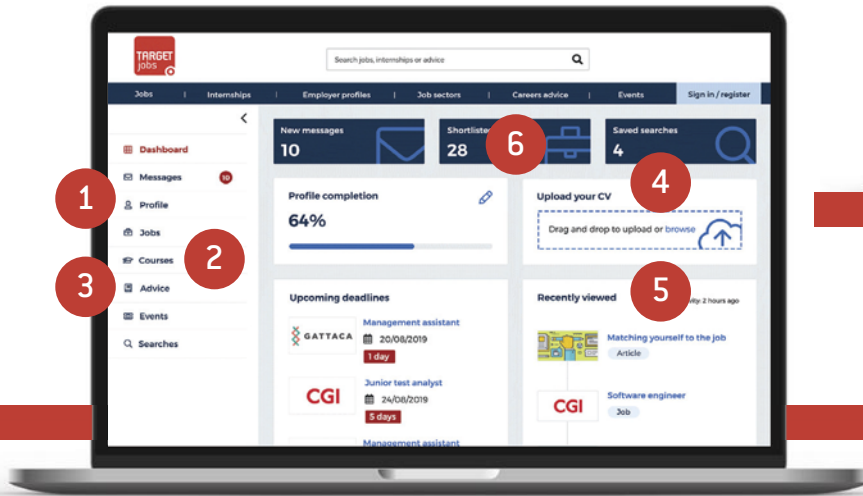 TARGET
jobs
Search jobs, internships or advice
Jobs | Internships | Employer profiles | Job sectors | Careers advice | Events Sign in / register
New messages
10
Shortliste
28
Saved searches
4
6
Dashboard
Messages 10
Profile
Jobs
Courses
Advice
Events
Searches
1
2
3
Profile completion
64%
Upload your CV
Drag and drop to upload or browse
4
Upcoming deadlines
GATTACA
Management assistant
20/08/2019
1 day
CGI
Junior test analyst
24/08/2019
5 days
Management assistant
Recently viewed
5
2 hours ago
Matching yourself to the job
Article
CGI
Software engineer
Job